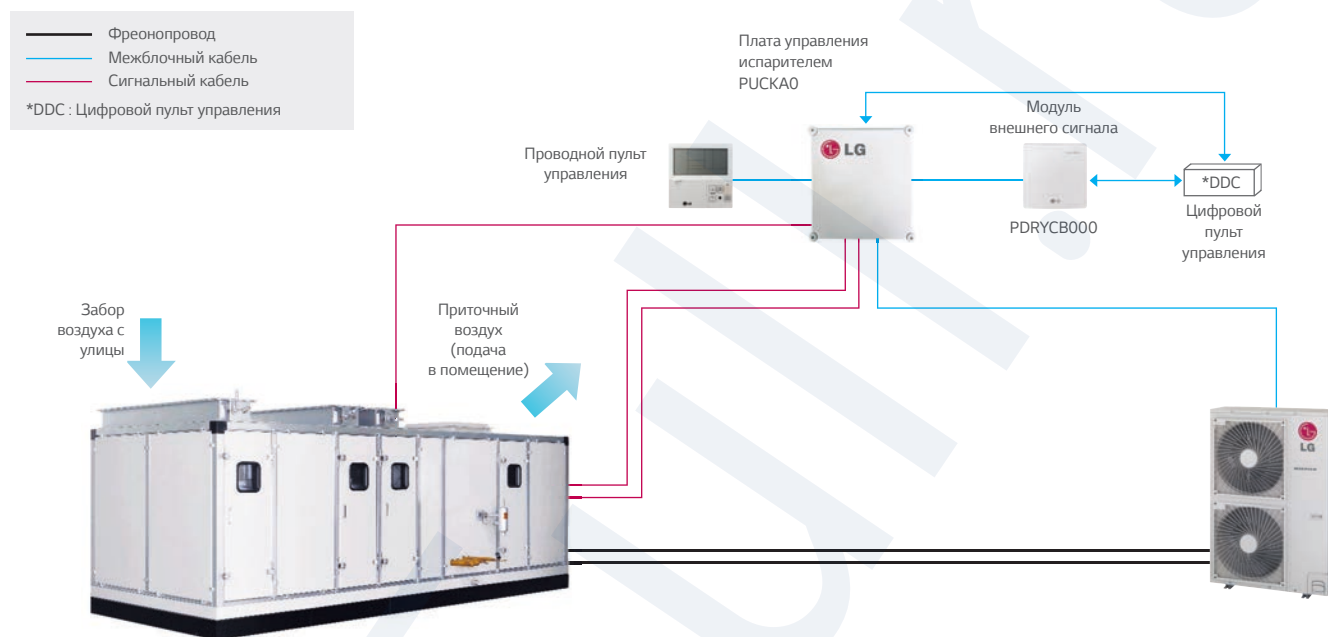 Фреонопровод
Межблочный кабель
Сигнальный кабель
*DDC : Цифровой пульт управления
Плата управления
испарителем
PUCKA0
Модуль
внешнего сигнала
Проводной пульт
управления
LG
*DDC
PDRYCB000
Цифровой
пульт
управления
Забор
воздуха с
улицы
Приточный
воздух
(подача
в помещение)
LG